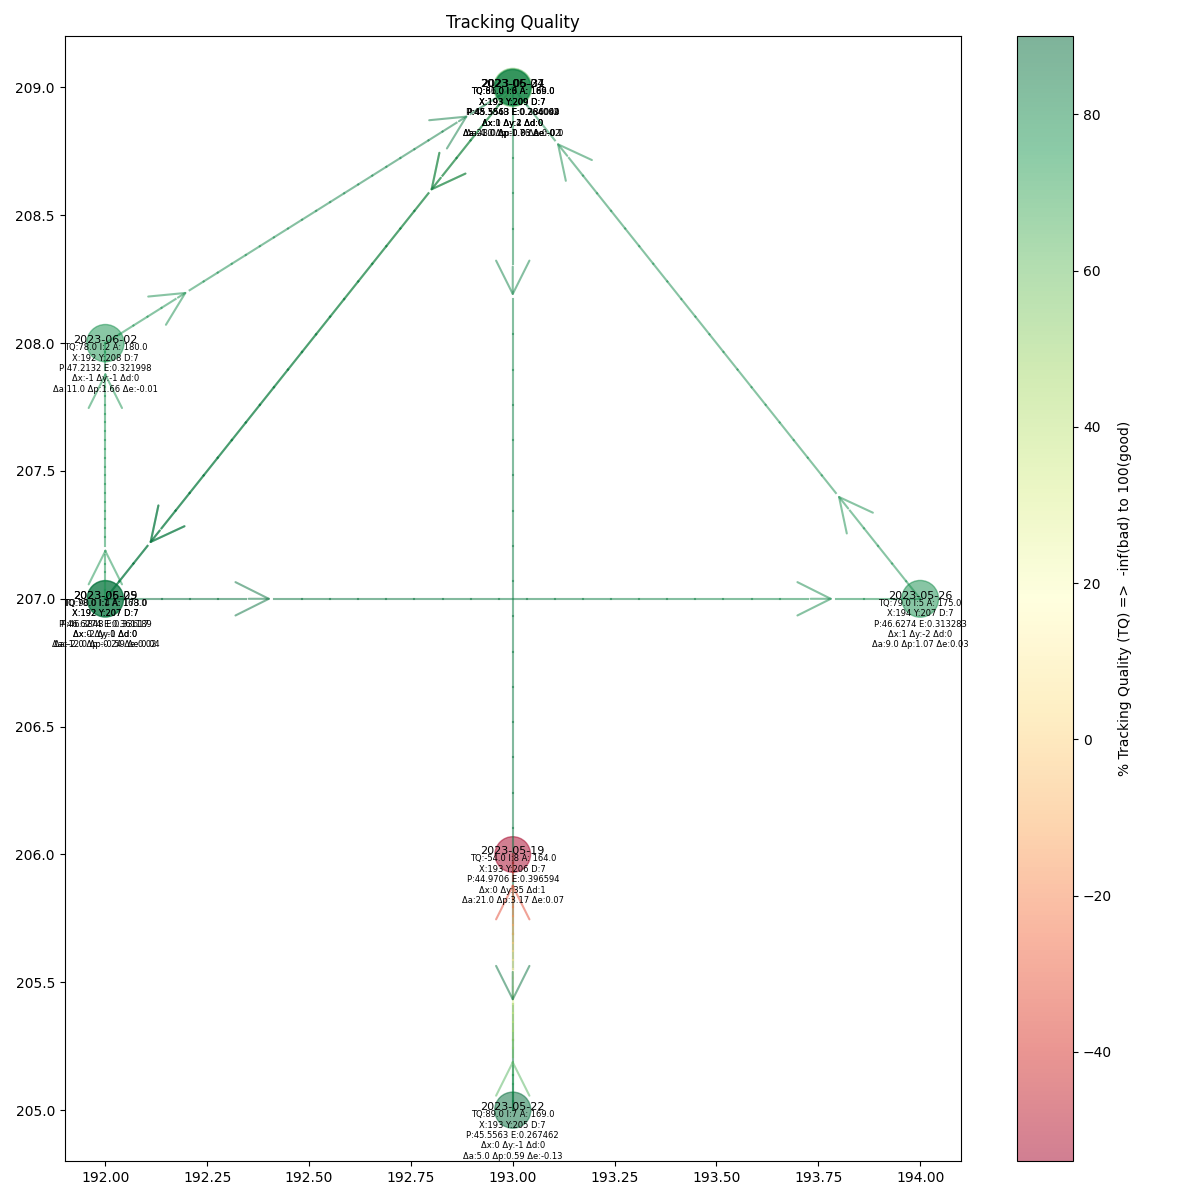 Tracking Quality
209.0
208.5
208.0
207.5
207.0
206.5
206.0
205.5
205.0
192.00
192.25
192.50
192.75
193.00
193.25
193.50
193.75
194.00
2023-06-02
TQ:78.0 I:2 A: 180.0
X:192 Y:208 D:7
P:47.2132 E:0.321998
Δx:-1 Δy:-1 Δd:0
Δa:11.0 Δp:1.66 Δe:-0.01
X:193 Y:209 D:7
X:192 Y:207 D:7
2023-05-26
TQ:79.0 I:5 A: 175.0
X:194 Y:207 D:7
P:46.6274 E:0.313283
Δx:1 Δy:-2 Δd:0
Δa:9.0 Δp:1.07 Δe:0.03
2023-05-19
TQ:-54.0 I:8 A: 164.0
X:193 Y:206 D:7
P:44.9706 E:0.396594
Δx:0 Δy:35 Δd:1
Δa:21.0 Δp:3.17 Δe:0.07
2023-05-22
TQ:89.0 I:7 A: 169.0
X:193 Y:205 D:7
P:45.5563 E:0.267462
Δx:0 Δy:-1 Δd:0
Δa:5.0 Δp:0.59 Δe:-0.13
80
60
40
20
0
−20
−40
% Tracking Quality (TQ) => -inf(bad) to 100(good)